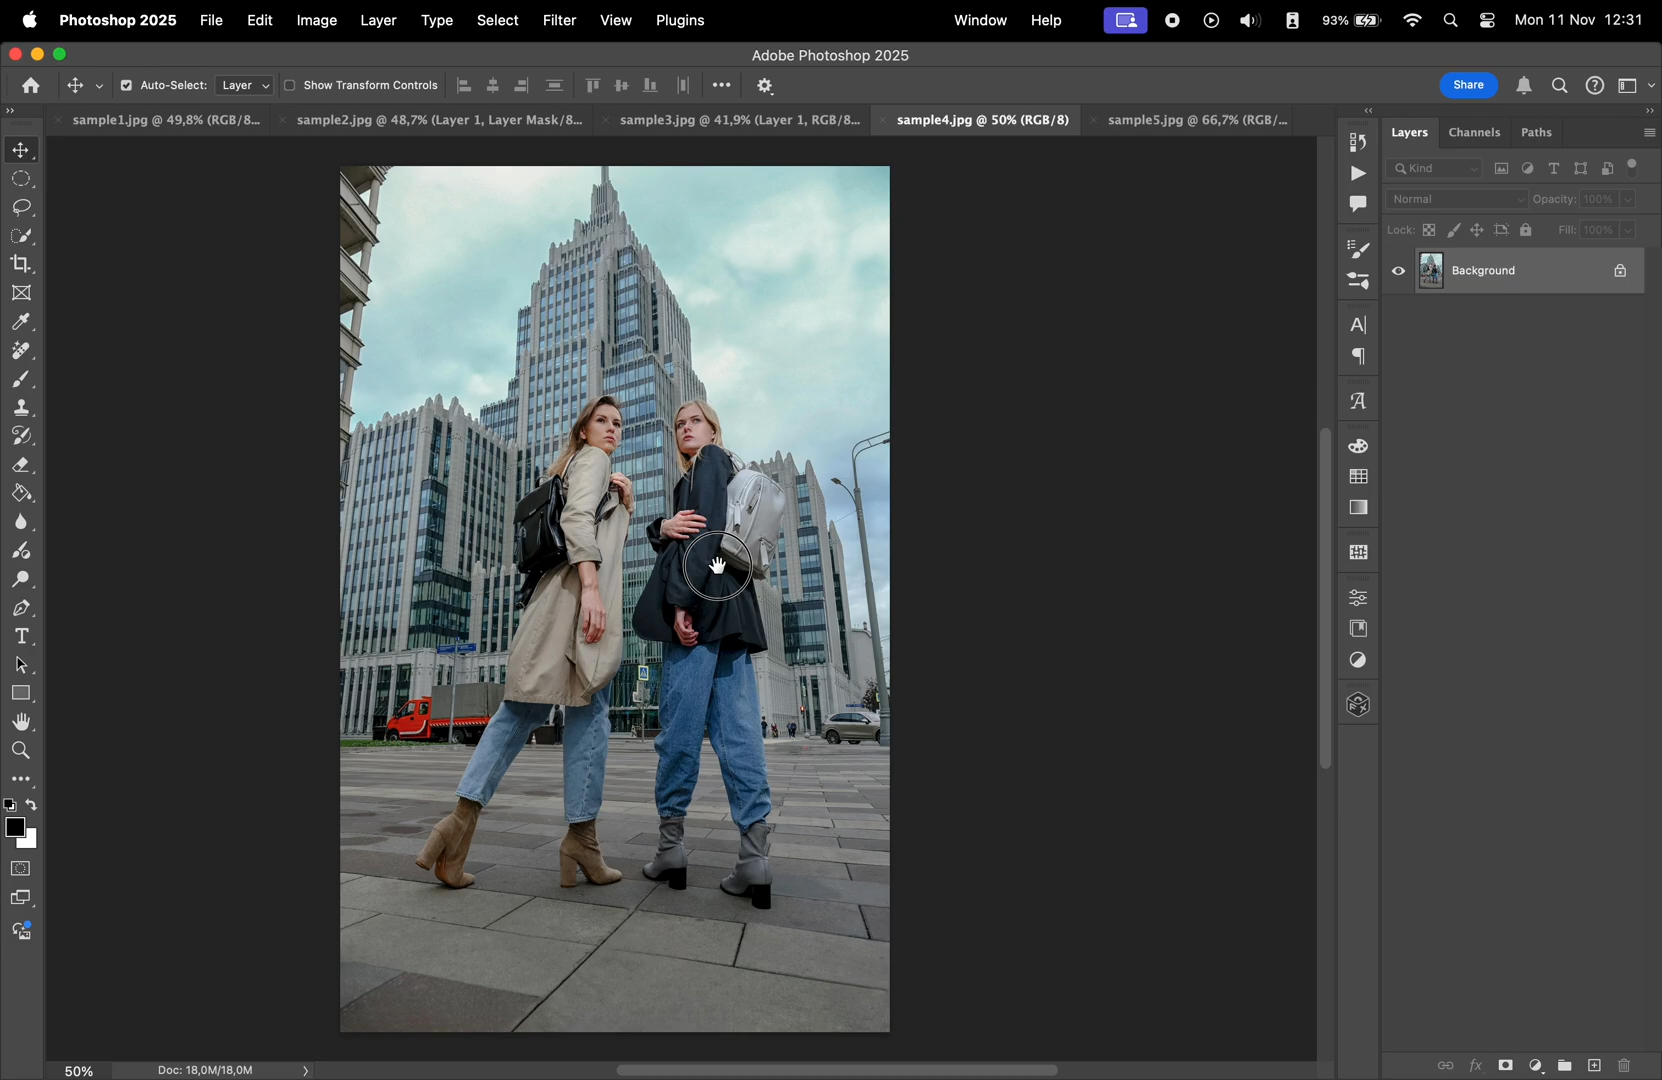 Photoshop 2025 File Edit Image Layer Type Select Filter View Plugins Window Help 93% Mon 11 Nov 12:31
Adobe Photoshop 2025
Auto-Select: Layer Show Transform Controls Share
sample1.jpg @ 49,8% (RGB/8... sample2.jpg @ 48,7% (Layer 1, Layer Mask/8... sample3.jpg @ 41,9% (Layer 1, RGB/8... sample4.jpg @ 50% (RGB/8) sample5.jpg @ 66,7% (RGB/...
Layers Channels Paths
Kind
Normal Opacity: 100%
Lock: Fill: 100%
Background
50% Doc: 18,0M/18,0M